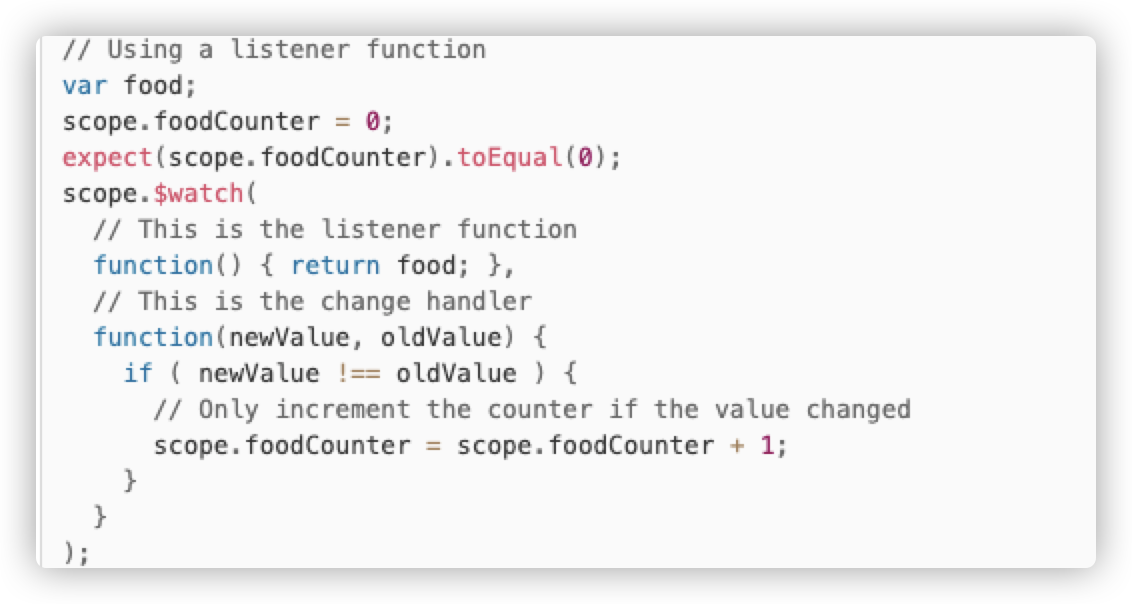 // Using a listener function
var food;
scope.foodCounter = 0;
expect(scope.foodCounter).toEqual(0);
scope.$watch(
  // This is the listener function
  function() { return food; },
  // This is the change handler
  function(newValue, oldValue) {
    if ( newValue !== oldValue ) {
      // Only increment the counter if the value changed
      scope.foodCounter = scope.foodCounter + 1;
    }
  }
);